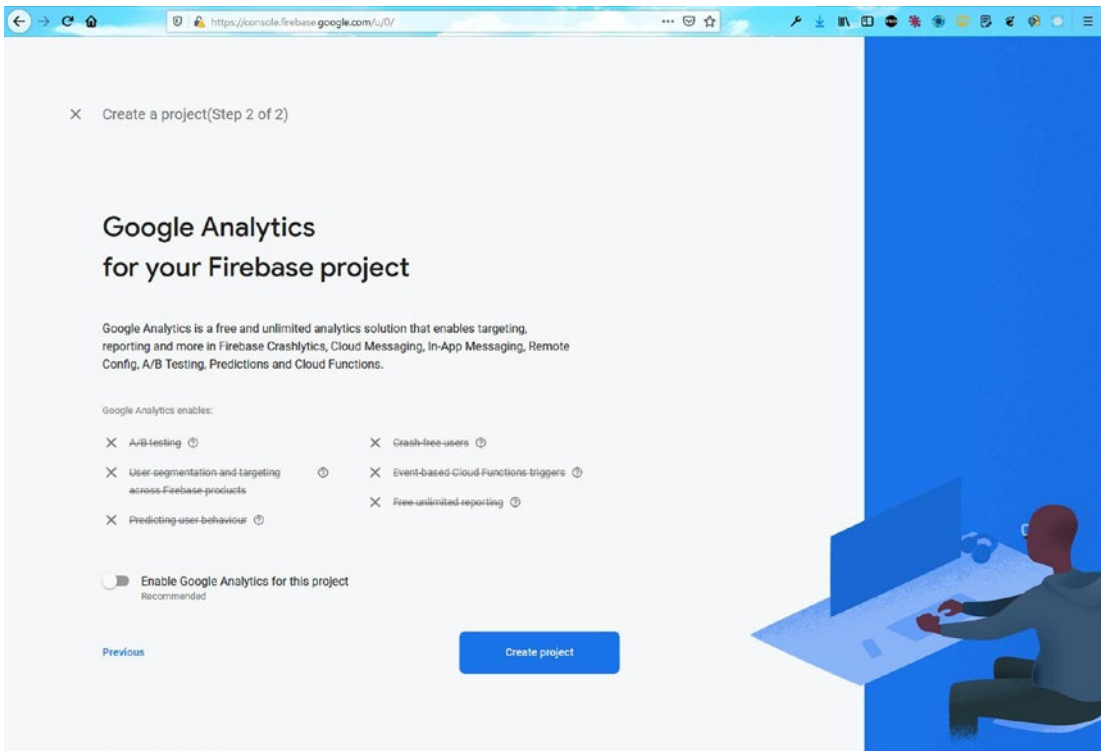 https://console.firebase.google.com/u/0/
Create a project(Step 2 of 2)
Google Analytics
for your Firebase project
Google Analytics is a free and unlimited analytics solution that enables targeting,
reporting and more in Firebase Crashlytics, Cloud Messaging, In-App Messaging, Remote
Config, A/B Testing, Predictions and Cloud Functions.
Google Analytics enables:
A/B testing
User segmentation and targeting
across Firebase products
Predicting user behaviour
Crash-free users
Event-based Cloud Functions triggers
Free unlimited reporting
Enable Google Analytics for this project
Recommended
Previous
Create project